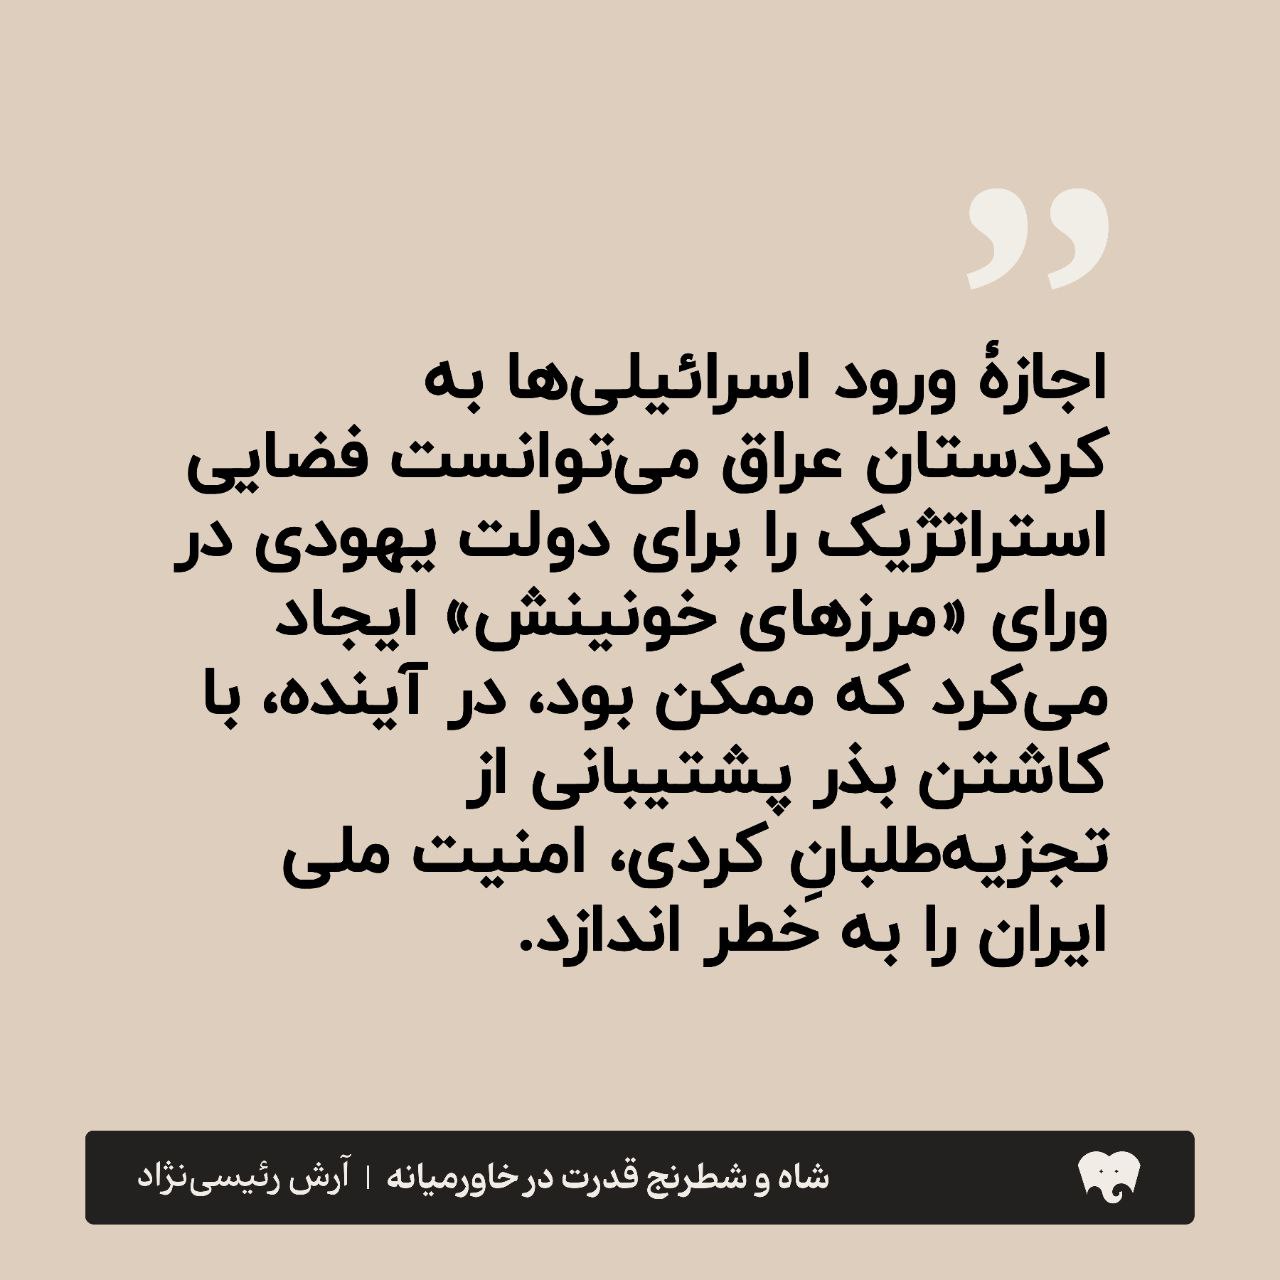 ”
اجازهٔ ورود اسرائیلی‌ها به
کردستان عراق می‌توانست فضایی
استراتژیک را برای دولت یهودی در
ورای «مرزهای خونینش» ایجاد
می‌کرد که ممکن بود، در آینده، با
کاشتن بذر پشتیبانی از
تجزیه‌طلبانِ کردی، امنیت ملی
ایران را به خطر اندازد.
شاه و شطرنج قدرت در خاورمیانه | آرش رئیسی‌نژاد